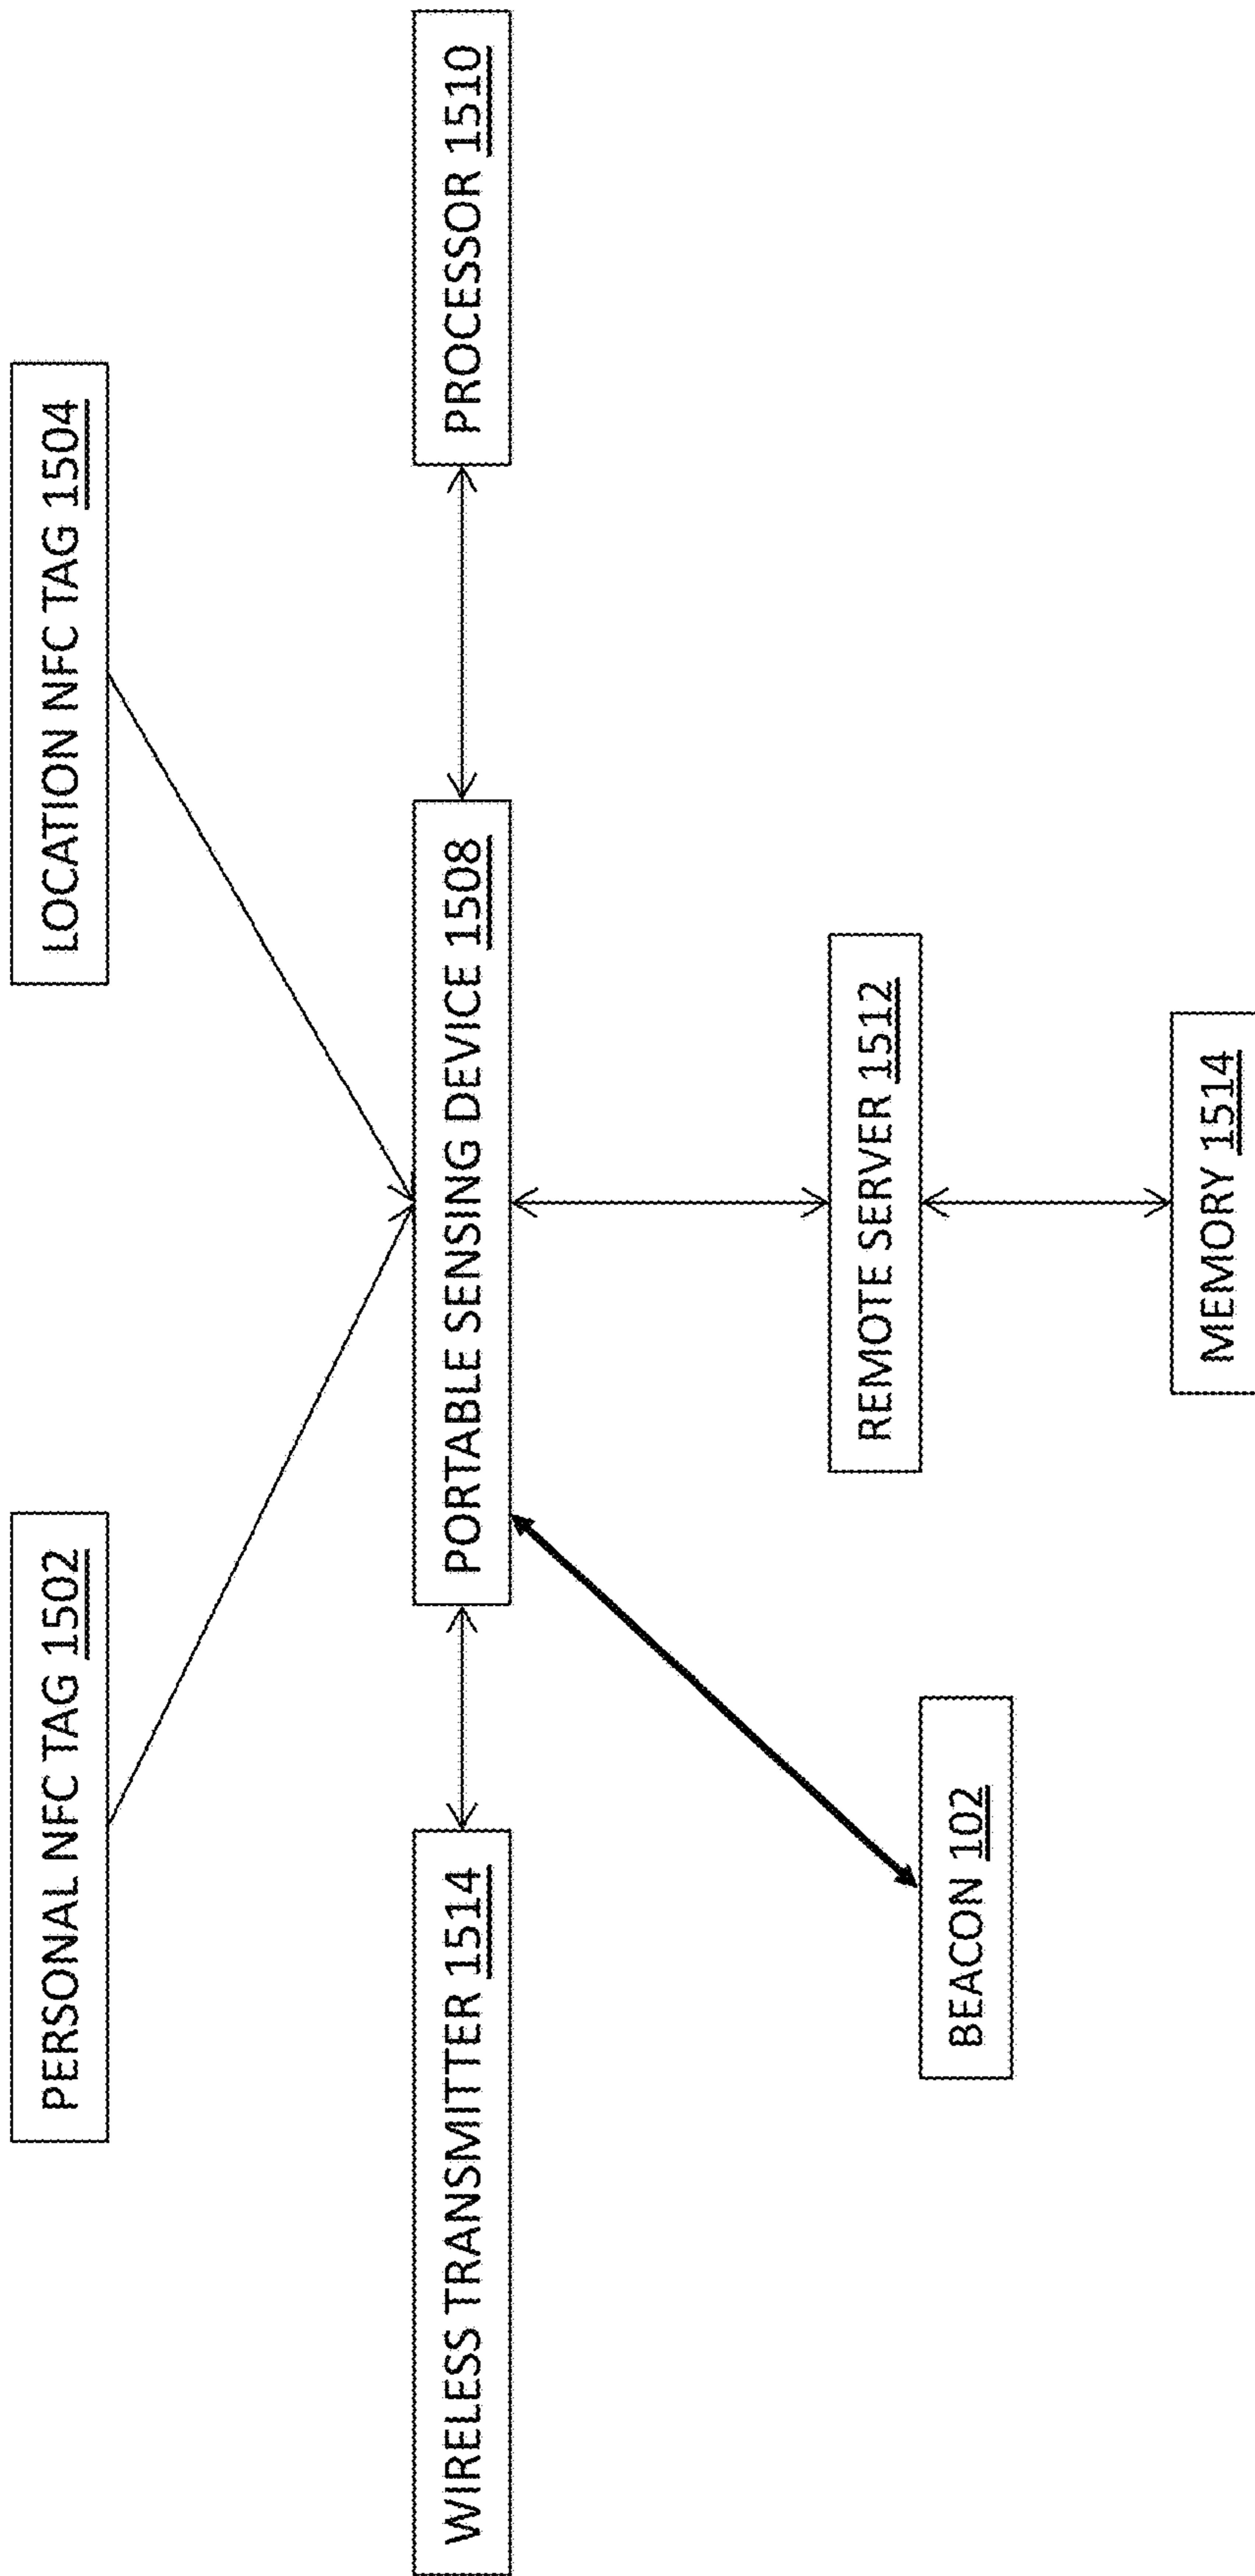 PERSONAL NFC TAG 1502
LOCATION NFC TAG 1504
WIRELESS TRANSMITTER 1514
PORTABLE SENSING DEVICE 1508
PROCESSOR 1510
REMOTE SERVER 1512
BEACON 102
MEMORY 1514